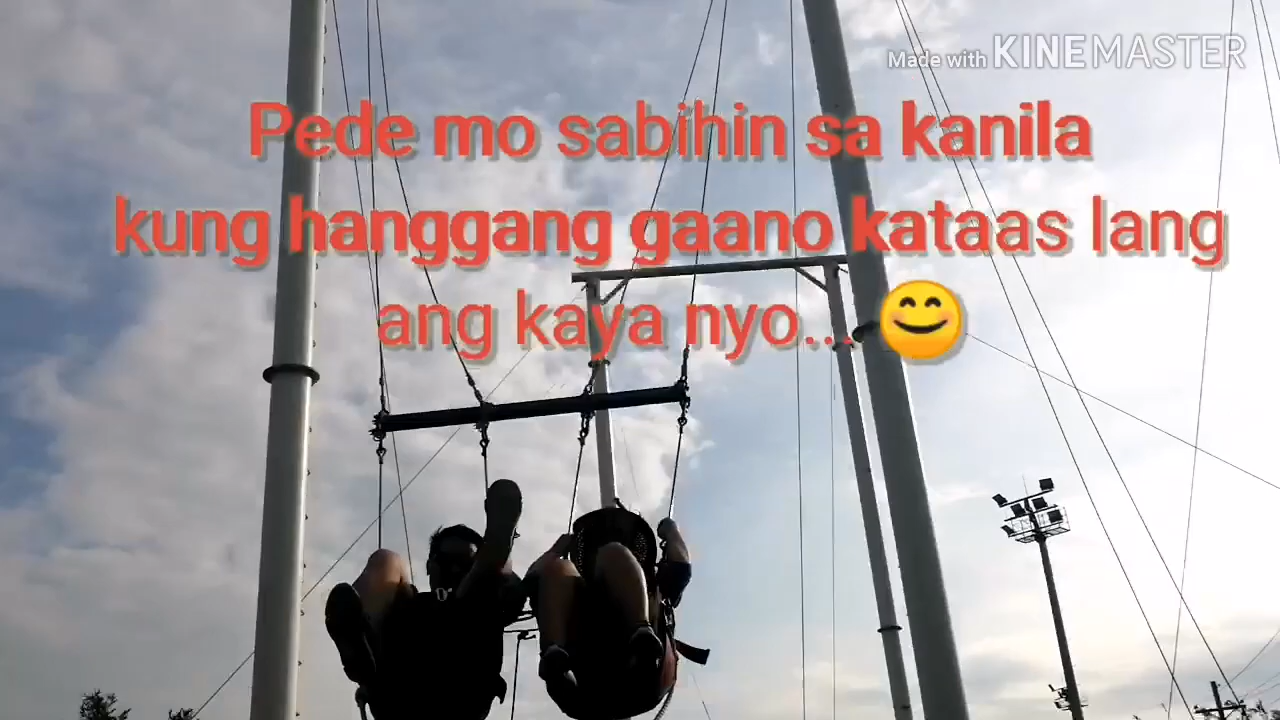 Made with KINEMASTER
Pede mo sabihin sa kanila
kung hanggang gaano kataas lang
ang kaya nyo...😊